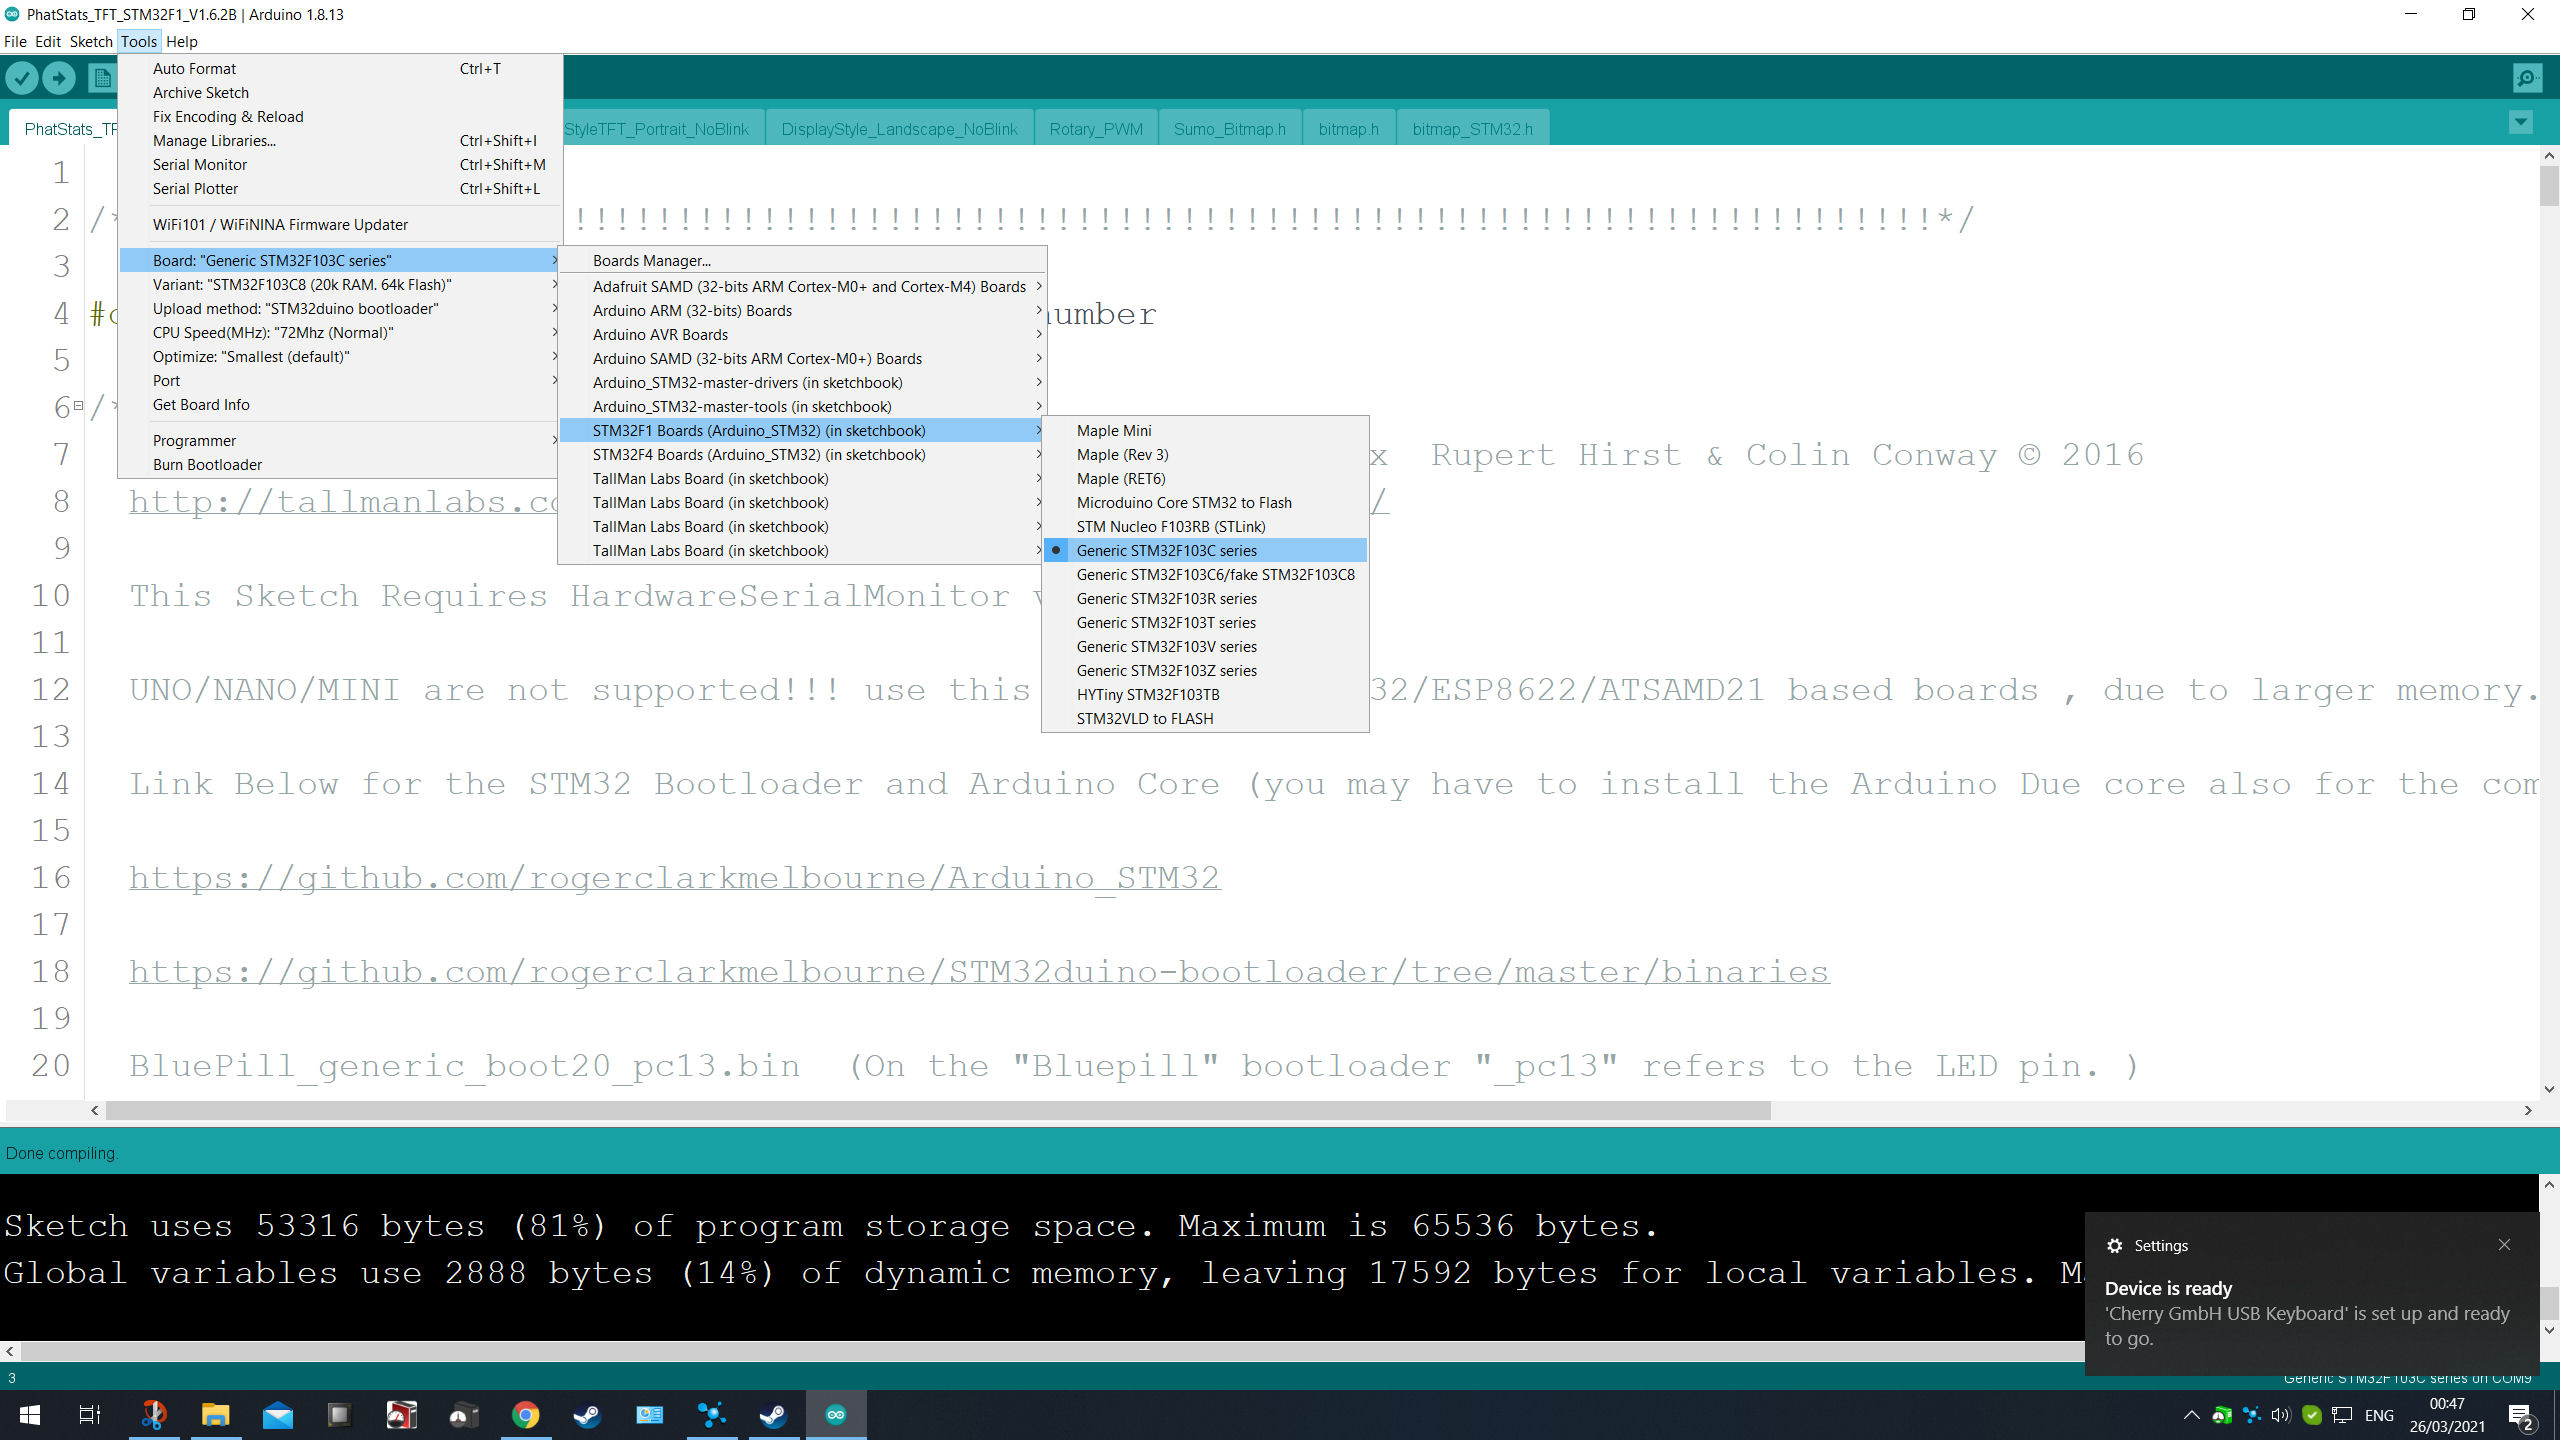 PhatStats_TFT_STM32F1_V1.6.2B | Arduino 1.8.13
File Edit Sketch Tools Help
PhatStats_TF
StyleTFT_Portrait_NoBlink
DisplayStyle_Landscape_NoBlink
Rotary_PWM
Sumo_Bitmap.h
bitmap.h
bitmap_STM32.h
Auto Format Ctrl+T
Archive Sketch
Fix Encoding & Reload
Manage Libraries... Ctrl+Shift+I
Serial Monitor Ctrl+Shift+M
Serial Plotter Ctrl+Shift+L
WiFi101 / WiFiNINA Firmware Updater
Board: "Generic STM32F103C series"
Variant: "STM32F103C8 (20k RAM. 64k Flash)"
Upload method: "STM32duino bootloader"
CPU Speed(MHz): "72Mhz (Normal)"
Optimize: "Smallest (default)"
Port
Get Board Info
Programmer
Burn Bootloader
Boards Manager...
Adafruit SAMD (32-bits ARM Cortex-M0+ and Cortex-M4) Boards
Arduino ARM (32-bits) Boards
Arduino AVR Boards
Arduino SAMD (32-bits ARM Cortex-M0+) Boards
Arduino_STM32-master-drivers (in sketchbook)
Arduino_STM32-master-tools (in sketchbook)
STM32F1 Boards (Arduino_STM32) (in sketchbook)
STM32F4 Boards (Arduino_STM32) (in sketchbook)
TallMan Labs Board (in sketchbook)
TallMan Labs Board (in sketchbook)
TallMan Labs Board (in sketchbook)
TallMan Labs Board (in sketchbook)
Maple Mini
Maple (Rev 3)
Maple (RET6)
Microduino Core STM32 to Flash
STM Nucleo F103RB (STLink)
Generic STM32F103C series
Generic STM32F103C6/fake STM32F103C8
Generic STM32F103R series
Generic STM32F103T series
Generic STM32F103V series
Generic STM32F103Z series
HYTiny STM32F103TB
STM32VLD to FLASH
1
2 /* !!!!!!!!!!!!!!!!!!!!!!!!!!!!!!!!!!!!!!!!!!!!!!!!!!!!!!!!!!!!!!!!!*/
3
4 # number
5
6 /*
7 x Rupert Hirst & Colin Conway © 2016
8 http://tallmanlabs.co /
9
10 This Sketch Requires HardwareSerialMonitor v
11
12 UNO/NANO/MINI are not supported!!! use this 32/ESP8622/ATSAMD21 based boards , due to larger memory.
13
14 Link Below for the STM32 Bootloader and Arduino Core (you may have to install the Arduino Due core also for the com
15
16 https://github.com/rogerclarkmelbourne/Arduino_STM32
17
18 https://github.com/rogerclarkmelbourne/STM32duino-bootloader/tree/master/binaries
19
20 BluePill_generic_boot20_pc13.bin (On the "Bluepill" bootloader "_pc13" refers to the LED pin. )
Done compiling.
Sketch uses 53316 bytes (81%) of program storage space. Maximum is 65536 bytes.
Global variables use 2888 bytes (14%) of dynamic memory, leaving 17592 bytes for local variables. M
Settings
Device is ready
'Cherry GmbH USB Keyboard' is set up and ready
to go.
3
Generic STM32F103C series on COM9
ENG
00:47
26/03/2021
2